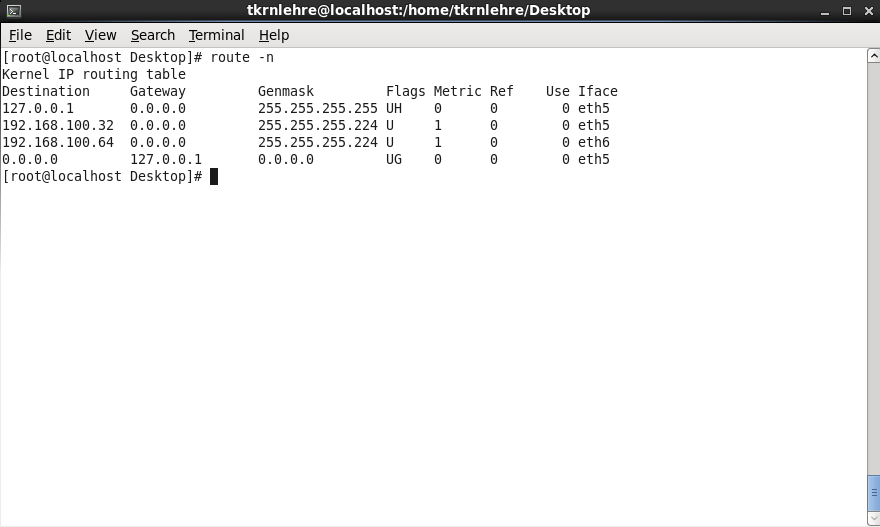 tkrnlehre@localhost:/home/tkrnlehre/Desktop
File Edit View Search Terminal Help
[root@localhost Desktop]# route -n
Kernel IP routing table
Destination     Gateway         Genmask         Flags Metric Ref    Use Iface
127.0.0.1       0.0.0.0         255.255.255.255 UH    0      0        0 eth5
192.168.100.32  0.0.0.0         255.255.255.224 U     1      0        0 eth5
192.168.100.64  0.0.0.0         255.255.255.224 U     1      0        0 eth6
0.0.0.0         127.0.0.1       0.0.0.0         UG    0      0        0 eth5
[root@localhost Desktop]#